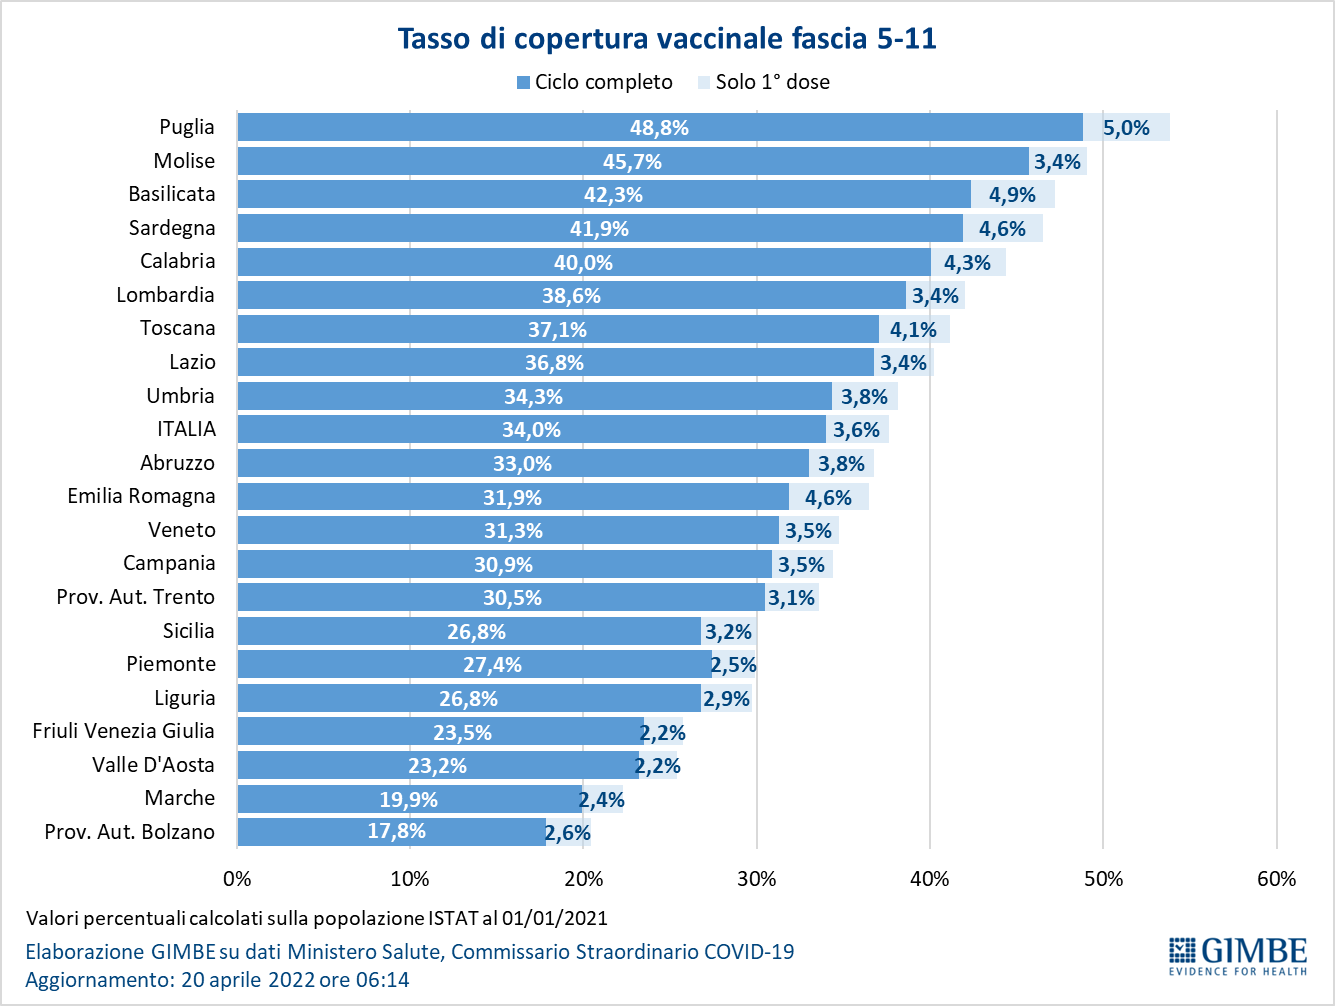 Tasso di copertura vaccinale fascia 5-11
Ciclo completo Solo 1° dose
Puglia 48,8% 5,0%
Molise 45,7% 3,4%
Basilicata 42,3% 4,9%
Sardegna 41,9% 4,6%
Calabria 40,0% 4,3%
Lombardia 38,6% 3,4%
Toscana 37,1% 4,1%
Lazio 36,8% 3,4%
Umbria 34,3% 3,8%
ITALIA 34,0% 3,6%
Abruzzo 33,0% 3,8%
Emilia Romagna 31,9% 4,6%
Veneto 31,3% 3,5%
Campania 30,9% 3,5%
Prov. Aut. Trento 30,5% 3,1%
Sicilia 26,8% 3,2%
Piemonte 27,4% 2,5%
Liguria 26,8% 2,9%
Friuli Venezia Giulia 23,5% 2,2%
Valle D'Aosta 23,2% 2,2%
Marche 19,9% 2,4%
Prov. Aut. Bolzano 17,8% 2,6%
0% 10% 20% 30% 40% 50% 60%
Valori percentuali calcolati sulla popolazione ISTAT al 01/01/2021
Elaborazione GIMBE su dati Ministero Salute, Commissario Straordinario COVID-19
Aggiornamento: 20 aprile 2022 ore 06:14
GIMBE
EVIDENCE FOR HEALTH